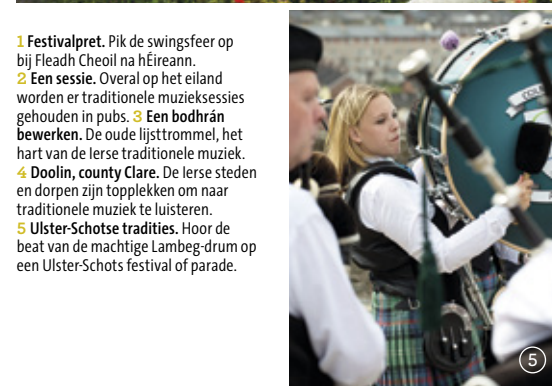 1 Festivalpret. Pik de swingsfeer op
bij Fleadh Cheoil na hÉireann.
2 Een sessie. Overal op het eiland
worden er traditionele muzieksessies
gehouden in pubs. 3 Een bodhrán
bewerken. De oude lijsttrommel, het
hart van de Ierse traditionele muziek.
4 Doolin, county Clare. De Ierse steden
en dorpen zijn topplekken om naar
traditionele muziek te luisteren.
5 Ulster-Schotse tradities. Hoor de
beat van de machtige Lambeg-drum op
een Ulster-Schots festival of parade.
5